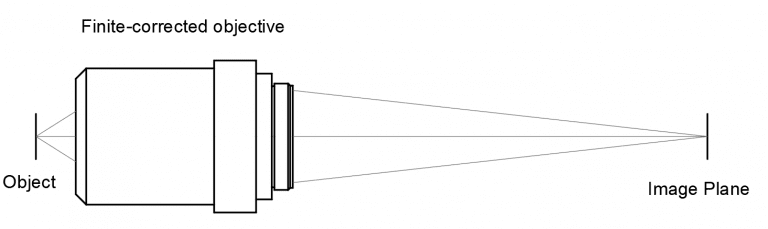 Finite-corrected objective
Object
Image Plane